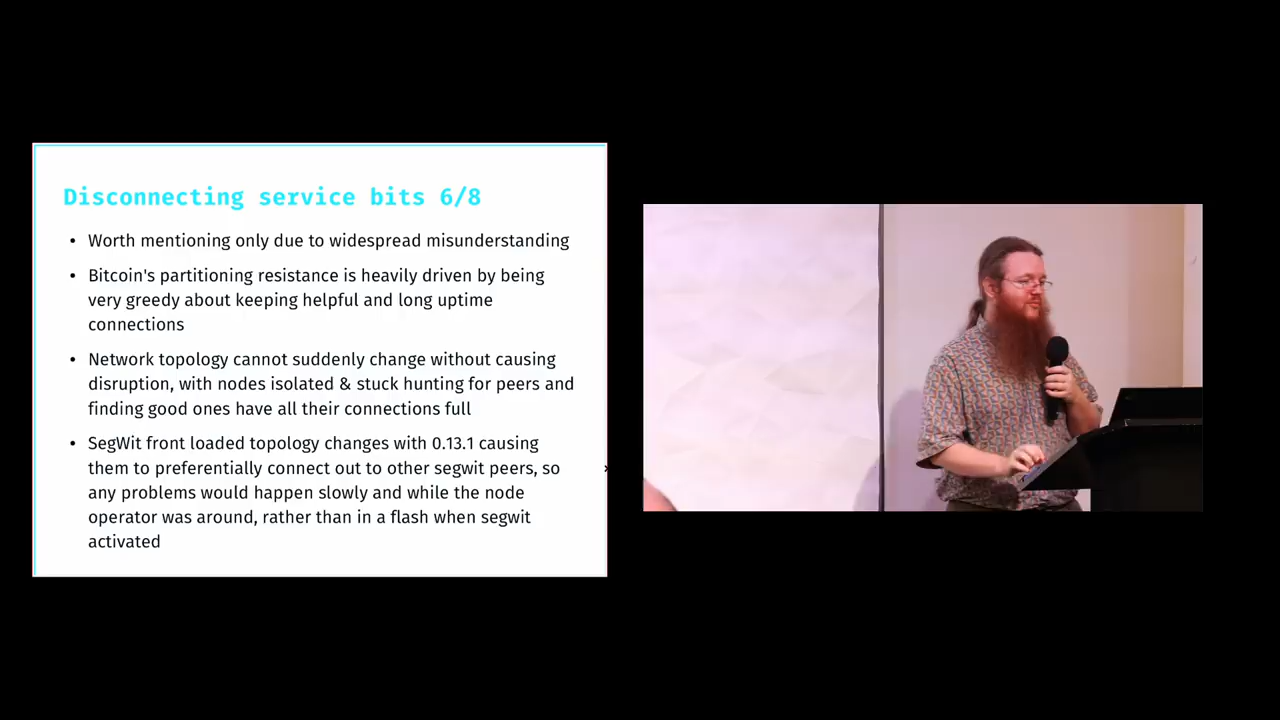 Disconnecting service bits 6/8
• Worth mentioning only due to widespread misunderstanding
• Bitcoin's partitioning resistance is heavily driven by being
very greedy about keeping helpful and long uptime
connections
• Network topology cannot suddenly change without causing
disruption, with nodes isolated & stuck hunting for peers and
finding good ones have all their connections full
• SegWit front loaded topology changes with 0.13.1 causing
them to preferentially connect out to other segwit peers, so
any problems would happen slowly and while the node
operator was around, rather than in a flash when segwit
activated